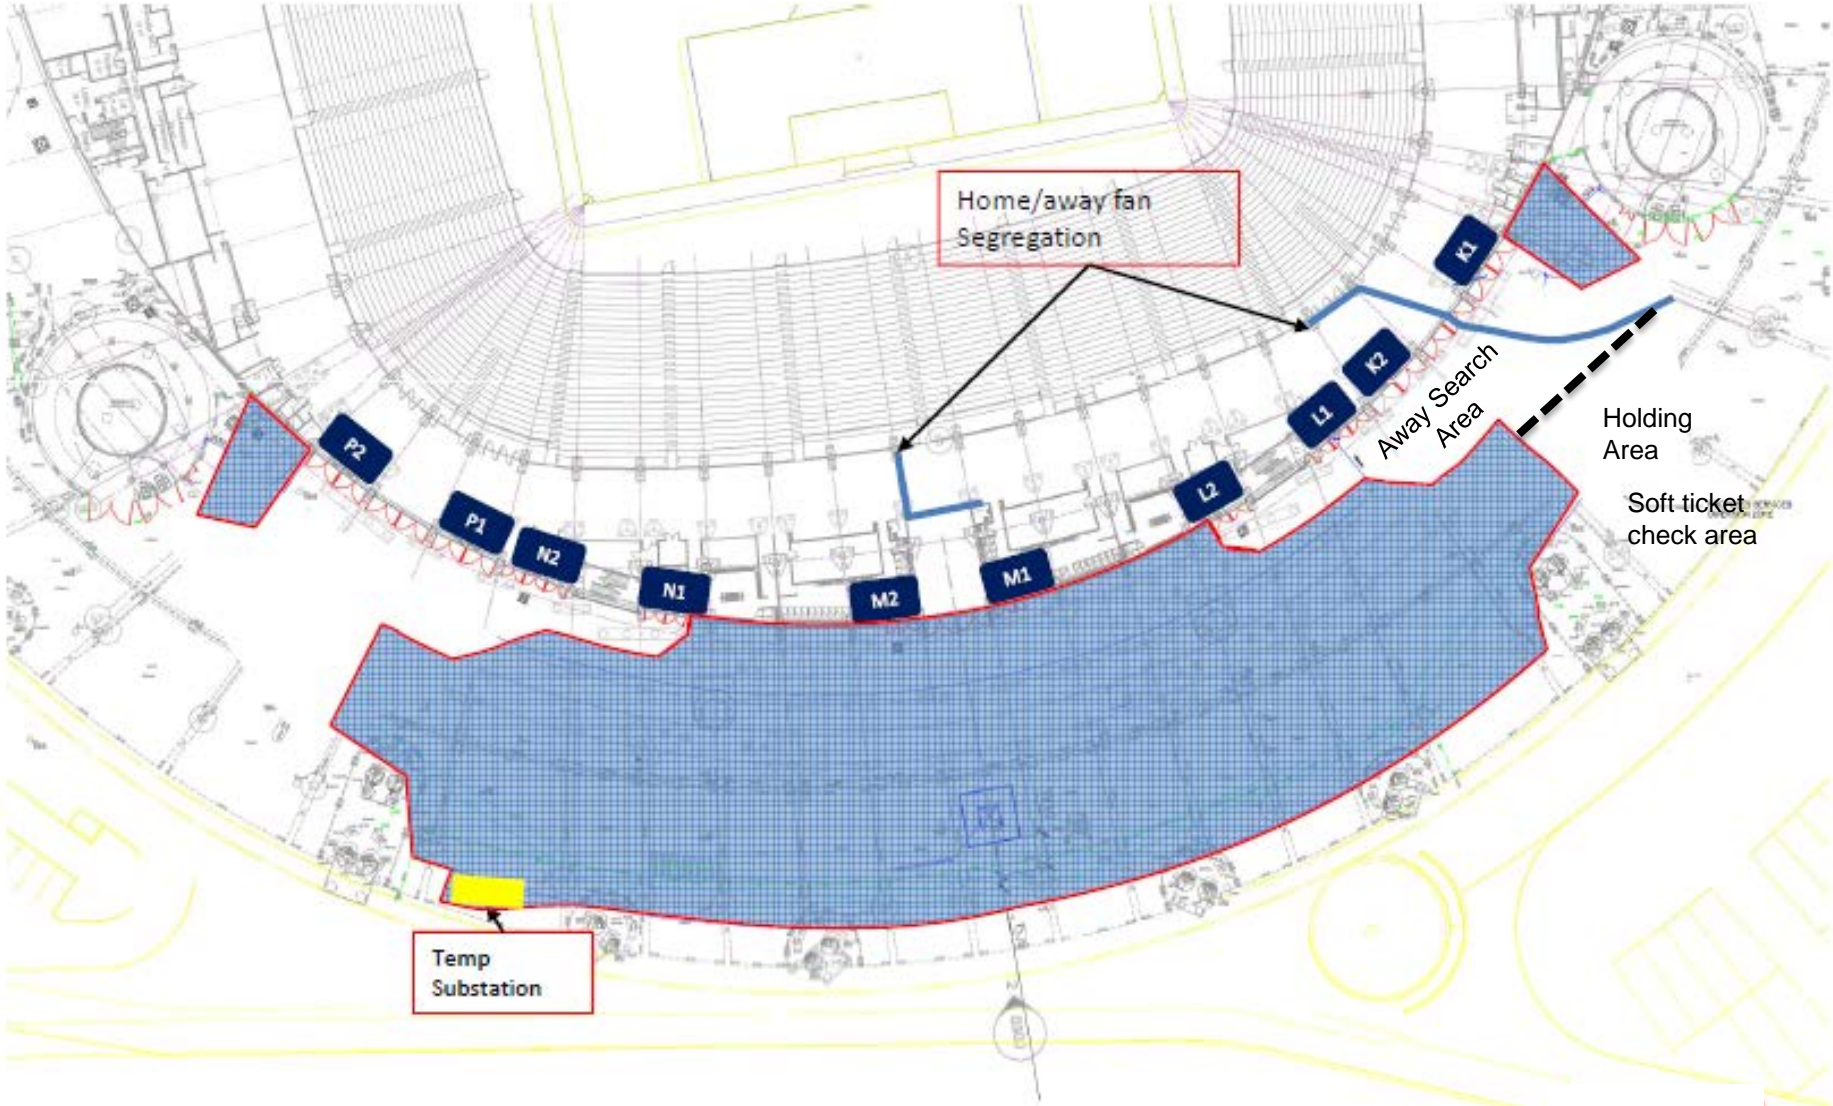 Home/away fan
Segregation
K1
K2
L1
L2
M1
M2
N1
N2
P1
P2
Away Search
Area
Holding
Area
Soft ticket
check area
Temp
Substation